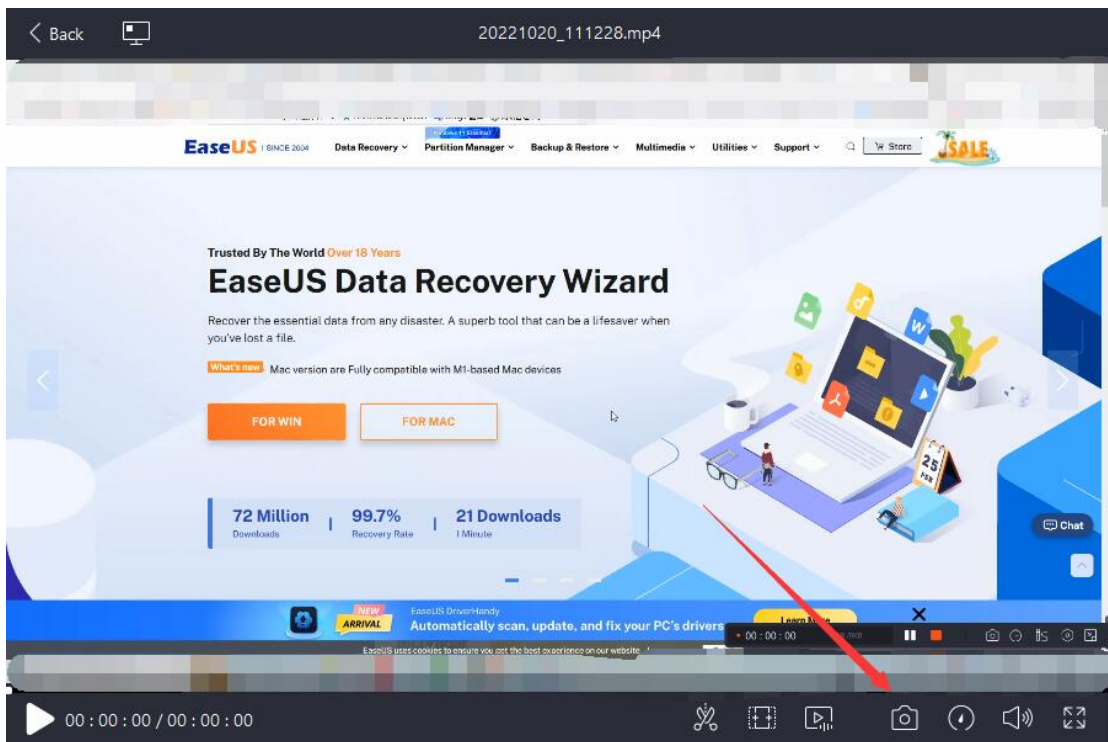 Back
20221020_111228.mp4
EaseUS
SINCE 2004
Data Recovery
Partition Manager
Backup & Restore
Multimedia
Utilities
Support
Store
SALE
Trusted By The World Over 18 Years
EaseUS Data Recovery Wizard
Recover the essential data from any disaster. A superb tool that can be a lifesaver when
you've lost a file.
What's new
Mac version are Fully compatible with M1-based Mac devices
FOR WIN
FOR MAC
72 Million
Downloads
99.7%
Recovery Rate
21 Downloads
1 Minute
W
25
FEB
Chat
NEW
ARRIVAL
EaseUS DriverHandy
Automatically scan, update, and fix your PC's drivers
Learn More
00 : 00 : 00
EaseUS uses cookies to ensure you get the best experience on our website
00 : 00 : 00 / 00 : 00 : 00